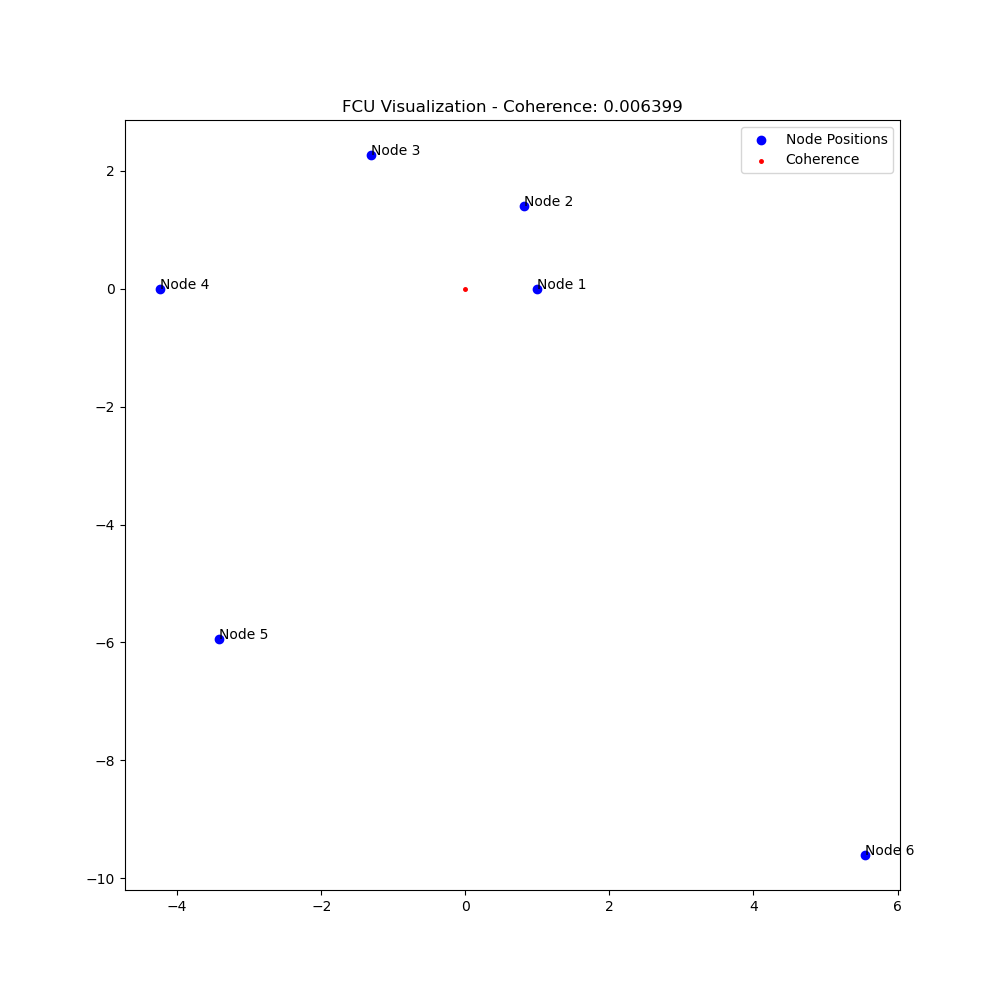 FCU Visualization - Coherence: 0.006399
Node Positions
Coherence
Node 3
Node 2
Node 4
Node 1
Node 5
Node 6
2
0
−2
−4
−6
−8
−10
−4
−2
0
2
4
6